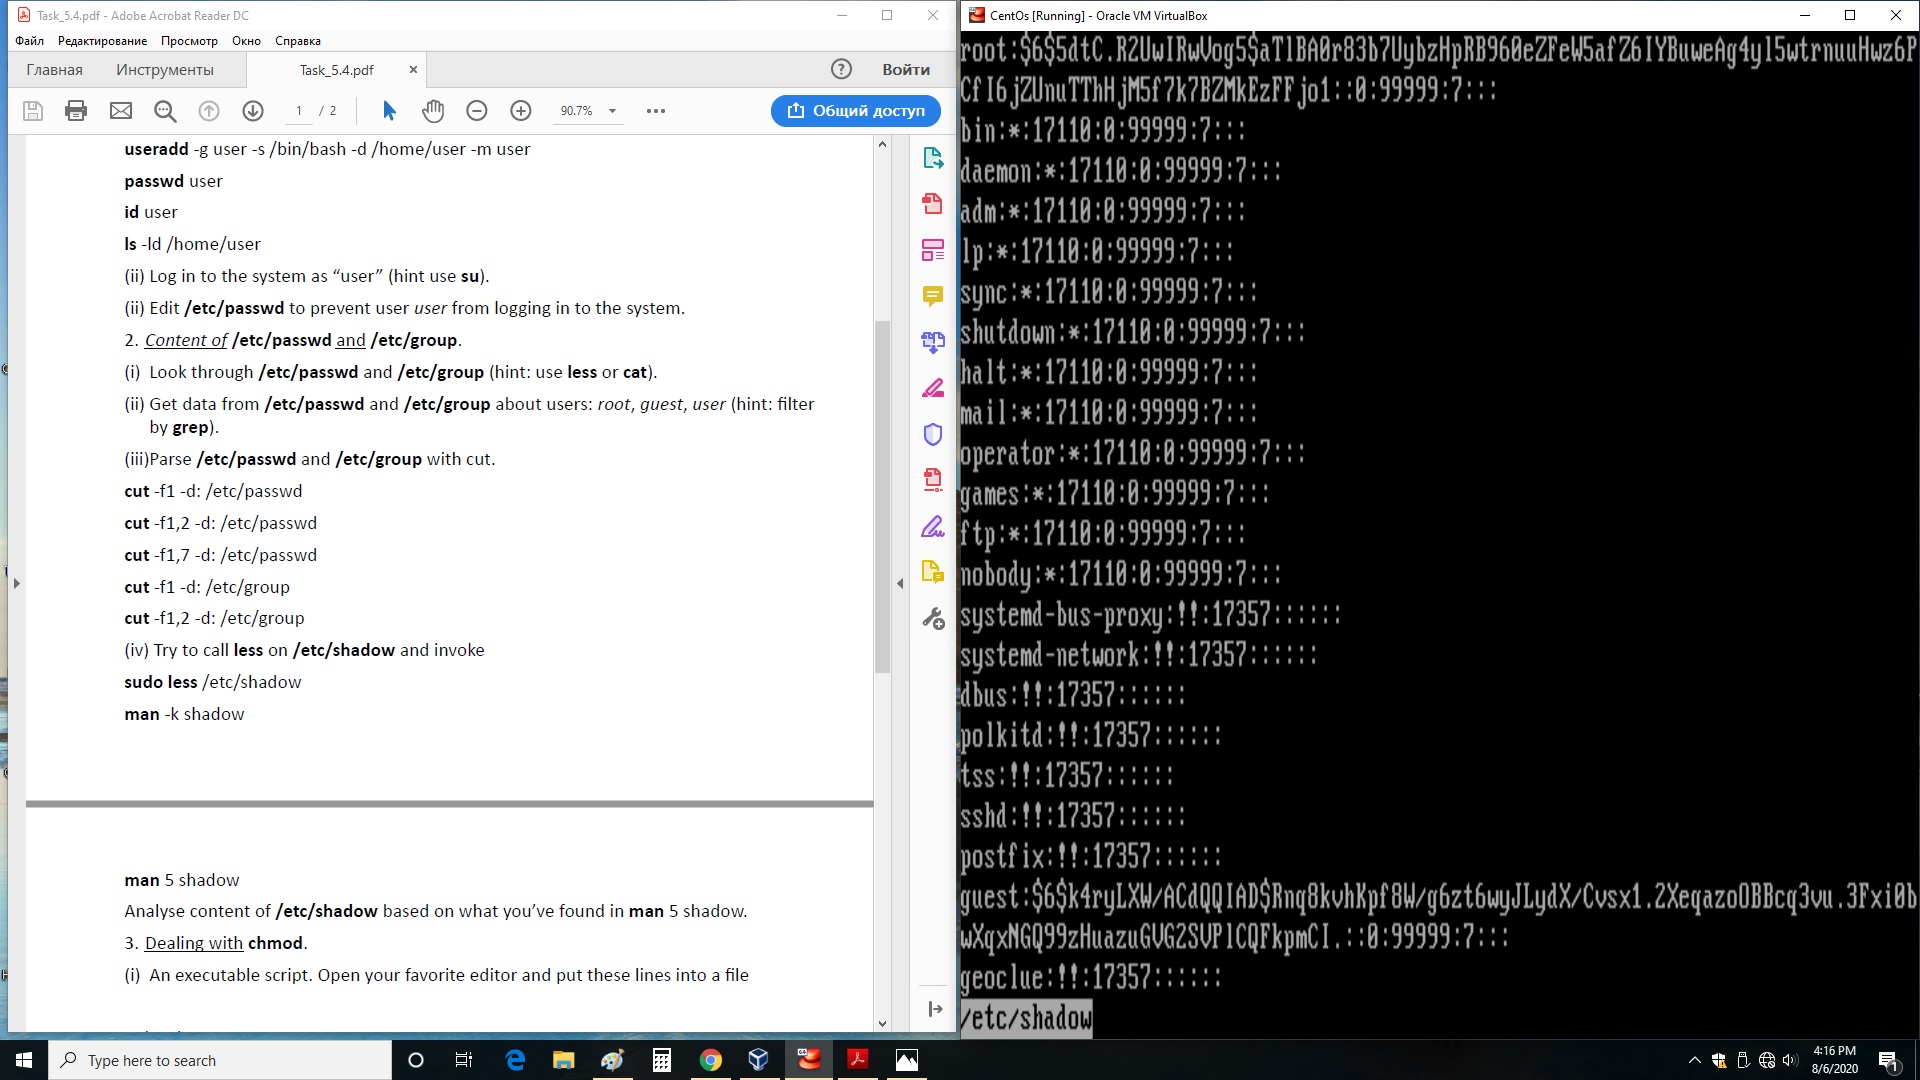 Task_5.4.pdf - Adobe Acrobat Reader DC
Файл Редактирование Просмотр Окно Справка
Главная Инструменты Task_5.4.pdf × ? Войти
1 / 2 90.7% Общий доступ
useradd -g user -s /bin/bash -d /home/user -m user
passwd user
id user
ls -ld /home/user
(ii) Log in to the system as “user” (hint use su).
(ii) Edit /etc/passwd to prevent user user from logging in to the system.
2. Content of /etc/passwd and /etc/group.
(i) Look through /etc/passwd and /etc/group (hint: use less or cat).
(ii) Get data from /etc/passwd and /etc/group about users: root, guest, user (hint: filter
by grep).
(iii)Parse /etc/passwd and /etc/group with cut.
cut -f1 -d: /etc/passwd
cut -f1,2 -d: /etc/passwd
cut -f1,7 -d: /etc/passwd
cut -f1 -d: /etc/group
cut -f1,2 -d: /etc/group
(iv) Try to call less on /etc/shadow and invoke
sudo less /etc/shadow
man -k shadow
man 5 shadow
Analyse content of /etc/shadow based on what you’ve found in man 5 shadow.
3. Dealing with chmod.
(i) An executable script. Open your favorite editor and put these lines into a file
CentOs [Running] - Oracle VM VirtualBox
root:$6$5dtC.R2UwIRwVog5$aTlBA0r83b7UybzHpRB960eZFeW5afZ6IYBuweAg4yl5wtrnuuHwz6P
CfI6jZUnuTThHjM5f7k7BZMkEzFFjo1::0:99999:7:::
bin:*:17110:0:99999:7:::
daemon:*:17110:0:99999:7:::
adm:*:17110:0:99999:7:::
lp:*:17110:0:99999:7:::
sync:*:17110:0:99999:7:::
shutdown:*:17110:0:99999:7:::
halt:*:17110:0:99999:7:::
mail:*:17110:0:99999:7:::
operator:*:17110:0:99999:7:::
games:*:17110:0:99999:7:::
ftp:*:17110:0:99999:7:::
nobody:*:17110:0:99999:7:::
systemd-bus-proxy:!!:17357::::::
systemd-network:!!:17357::::::
dbus:!!:17357::::::
polkitd:!!:17357::::::
tss:!!:17357::::::
sshd:!!:17357::::::
postfix:!!:17357::::::
guest:$6$k4ryLXW/ACdQQIAD$Rnq8kvhKpf8W/g6zt6wyJLydX/Cvsx1.2XeqazoOBBcq3vu.3Fxi0b
wXqxNGQ99zHuazuGVG2SVPlCQFkpmCI.::0:99999:7:::
geoclue:!!:17357::::::
/etc/shadow
Type here to search
4:16 PM
8/6/2020
1